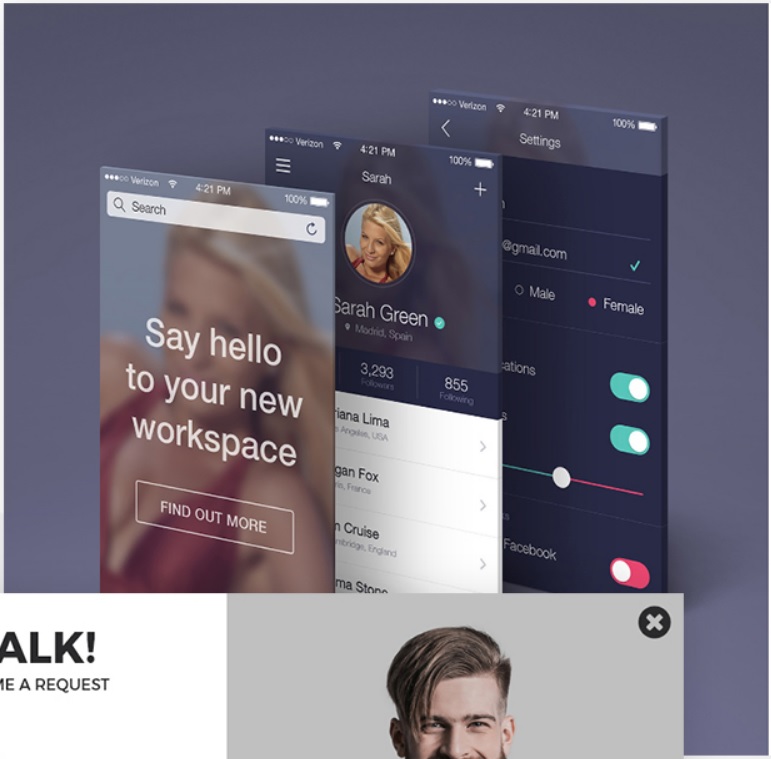 Verizon 4:21 PM 100%
Search
Say hello
to your new
workspace
FIND OUT MORE
Verizon 4:21 PM 100%
Sarah
Sarah Green
Madrid, Spain
3,293
Followers
855
Following
riana Lima
Angeles, USA
gan Fox
ris, France
n Cruise
mbridge, England
ma Stone
Verizon 4:21 PM 100%
Settings
@gmail.com
Male
Female
cations
s
Facebook
ALK!
ME A REQUEST